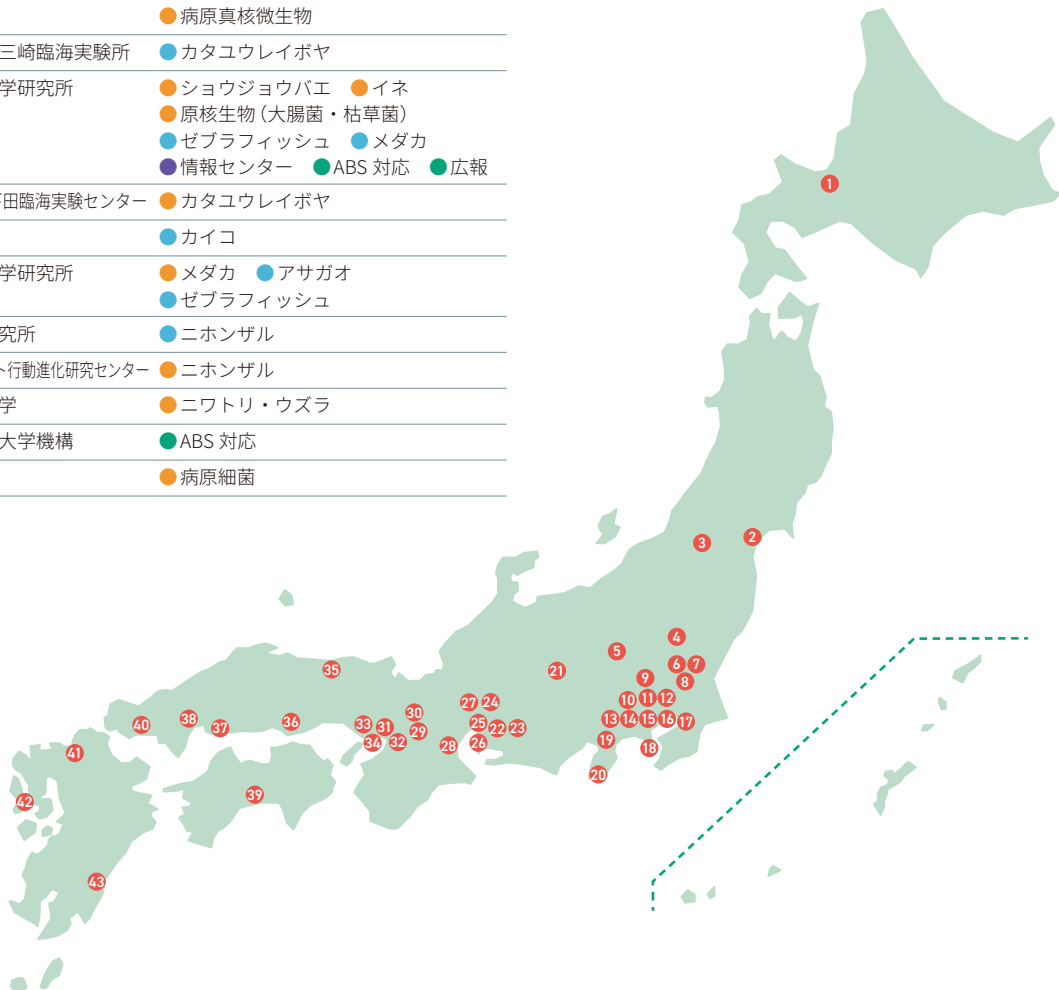 ●病原真核微生物
三崎臨海実験所 ●カタユウレイボヤ
学研究所 ●ショウジョウバエ ●イネ
●原核生物（大腸菌・枯草菌）
●ゼブラフィッシュ ●メダカ
●情報センター ●ABS 対応 ●広報
下田臨海実験センター ●カタユウレイボヤ
●カイコ
学研究所 ●メダカ ●アサガオ
●ゼブラフィッシュ
究所 ●ニホンザル
ト行動進化研究センター ●ニホンザル
学 ●ニワトリ・ウズラ
大学機構 ●ABS 対応
●病原細菌
1
2
3
4
5
6 7
21
8
9
10 11 12
13 14 15 16 17
18
19
20
35
27 24
25 22 23
26
30
29
28
33 31
34 32
36
37
38
40
39
41
42
43